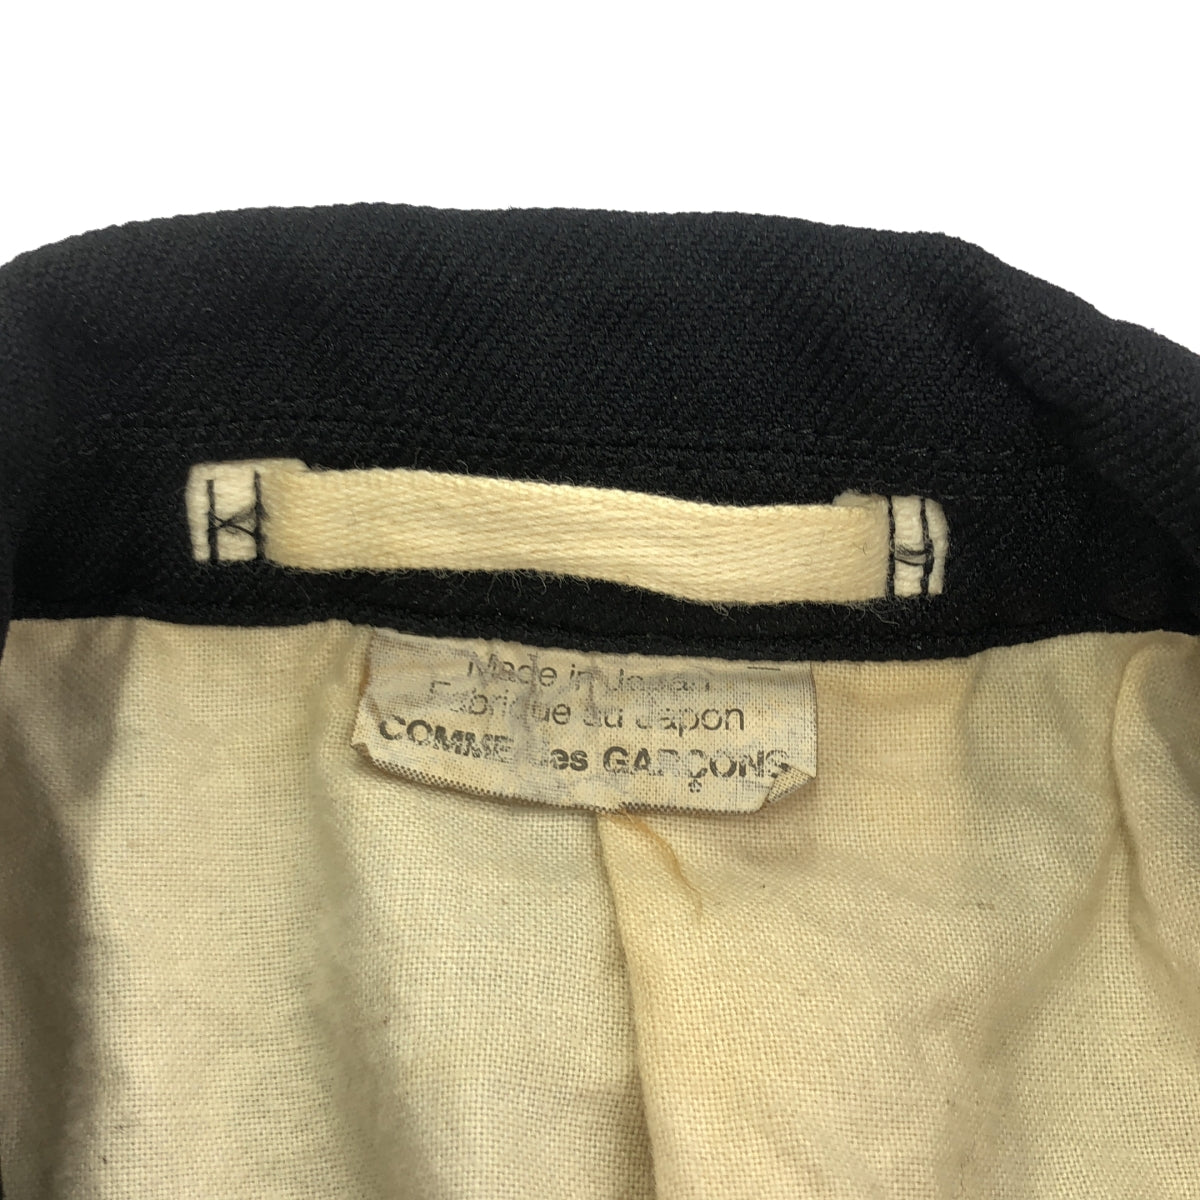 Made in Japan
Fabriqué au Japon
COMME des GARÇONS